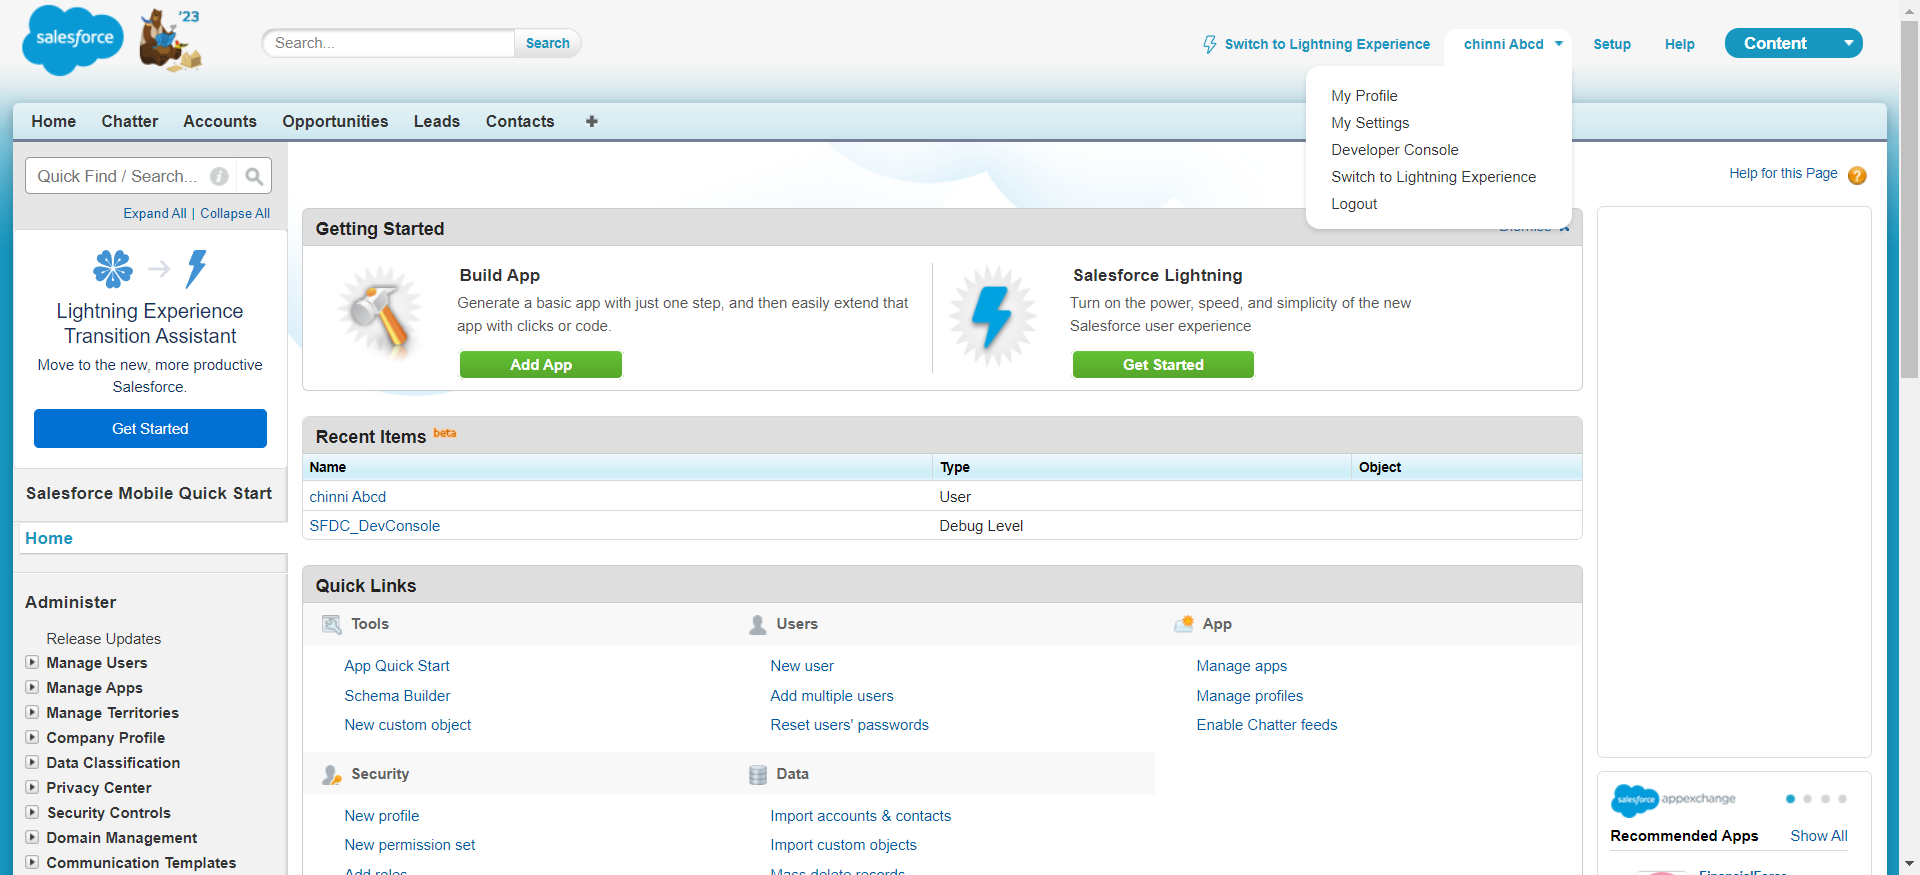 salesforce
'23
Search...
Search
Switch to Lightning Experience
chinni Abcd
Setup
Help
Content
My Profile
My Settings
Developer Console
Switch to Lightning Experience
Logout
Home
Chatter
Accounts
Opportunities
Leads
Contacts
Quick Find / Search...
Expand All | Collapse All
Lightning Experience
Transition Assistant
Move to the new, more productive
Salesforce.
Get Started
Salesforce Mobile Quick Start
Home
Administer
Release Updates
Manage Users
Manage Apps
Manage Territories
Company Profile
Data Classification
Privacy Center
Security Controls
Domain Management
Communication Templates
Help for this Page
Getting Started
Build App
Generate a basic app with just one step, and then easily extend that
app with clicks or code.
Add App
Salesforce Lightning
Turn on the power, speed, and simplicity of the new
Salesforce user experience
Get Started
Recent Items beta
Name
Type
Object
chinni Abcd
User
SFDC_DevConsole
Debug Level
Quick Links
Tools
App Quick Start
Schema Builder
New custom object
Users
New user
Add multiple users
Reset users' passwords
App
Manage apps
Manage profiles
Enable Chatter feeds
Security
New profile
New permission set
Add roles
Data
Import accounts & contacts
Import custom objects
Mass delete records
salesforce appexchange
Recommended Apps
Show All
FinancialForce